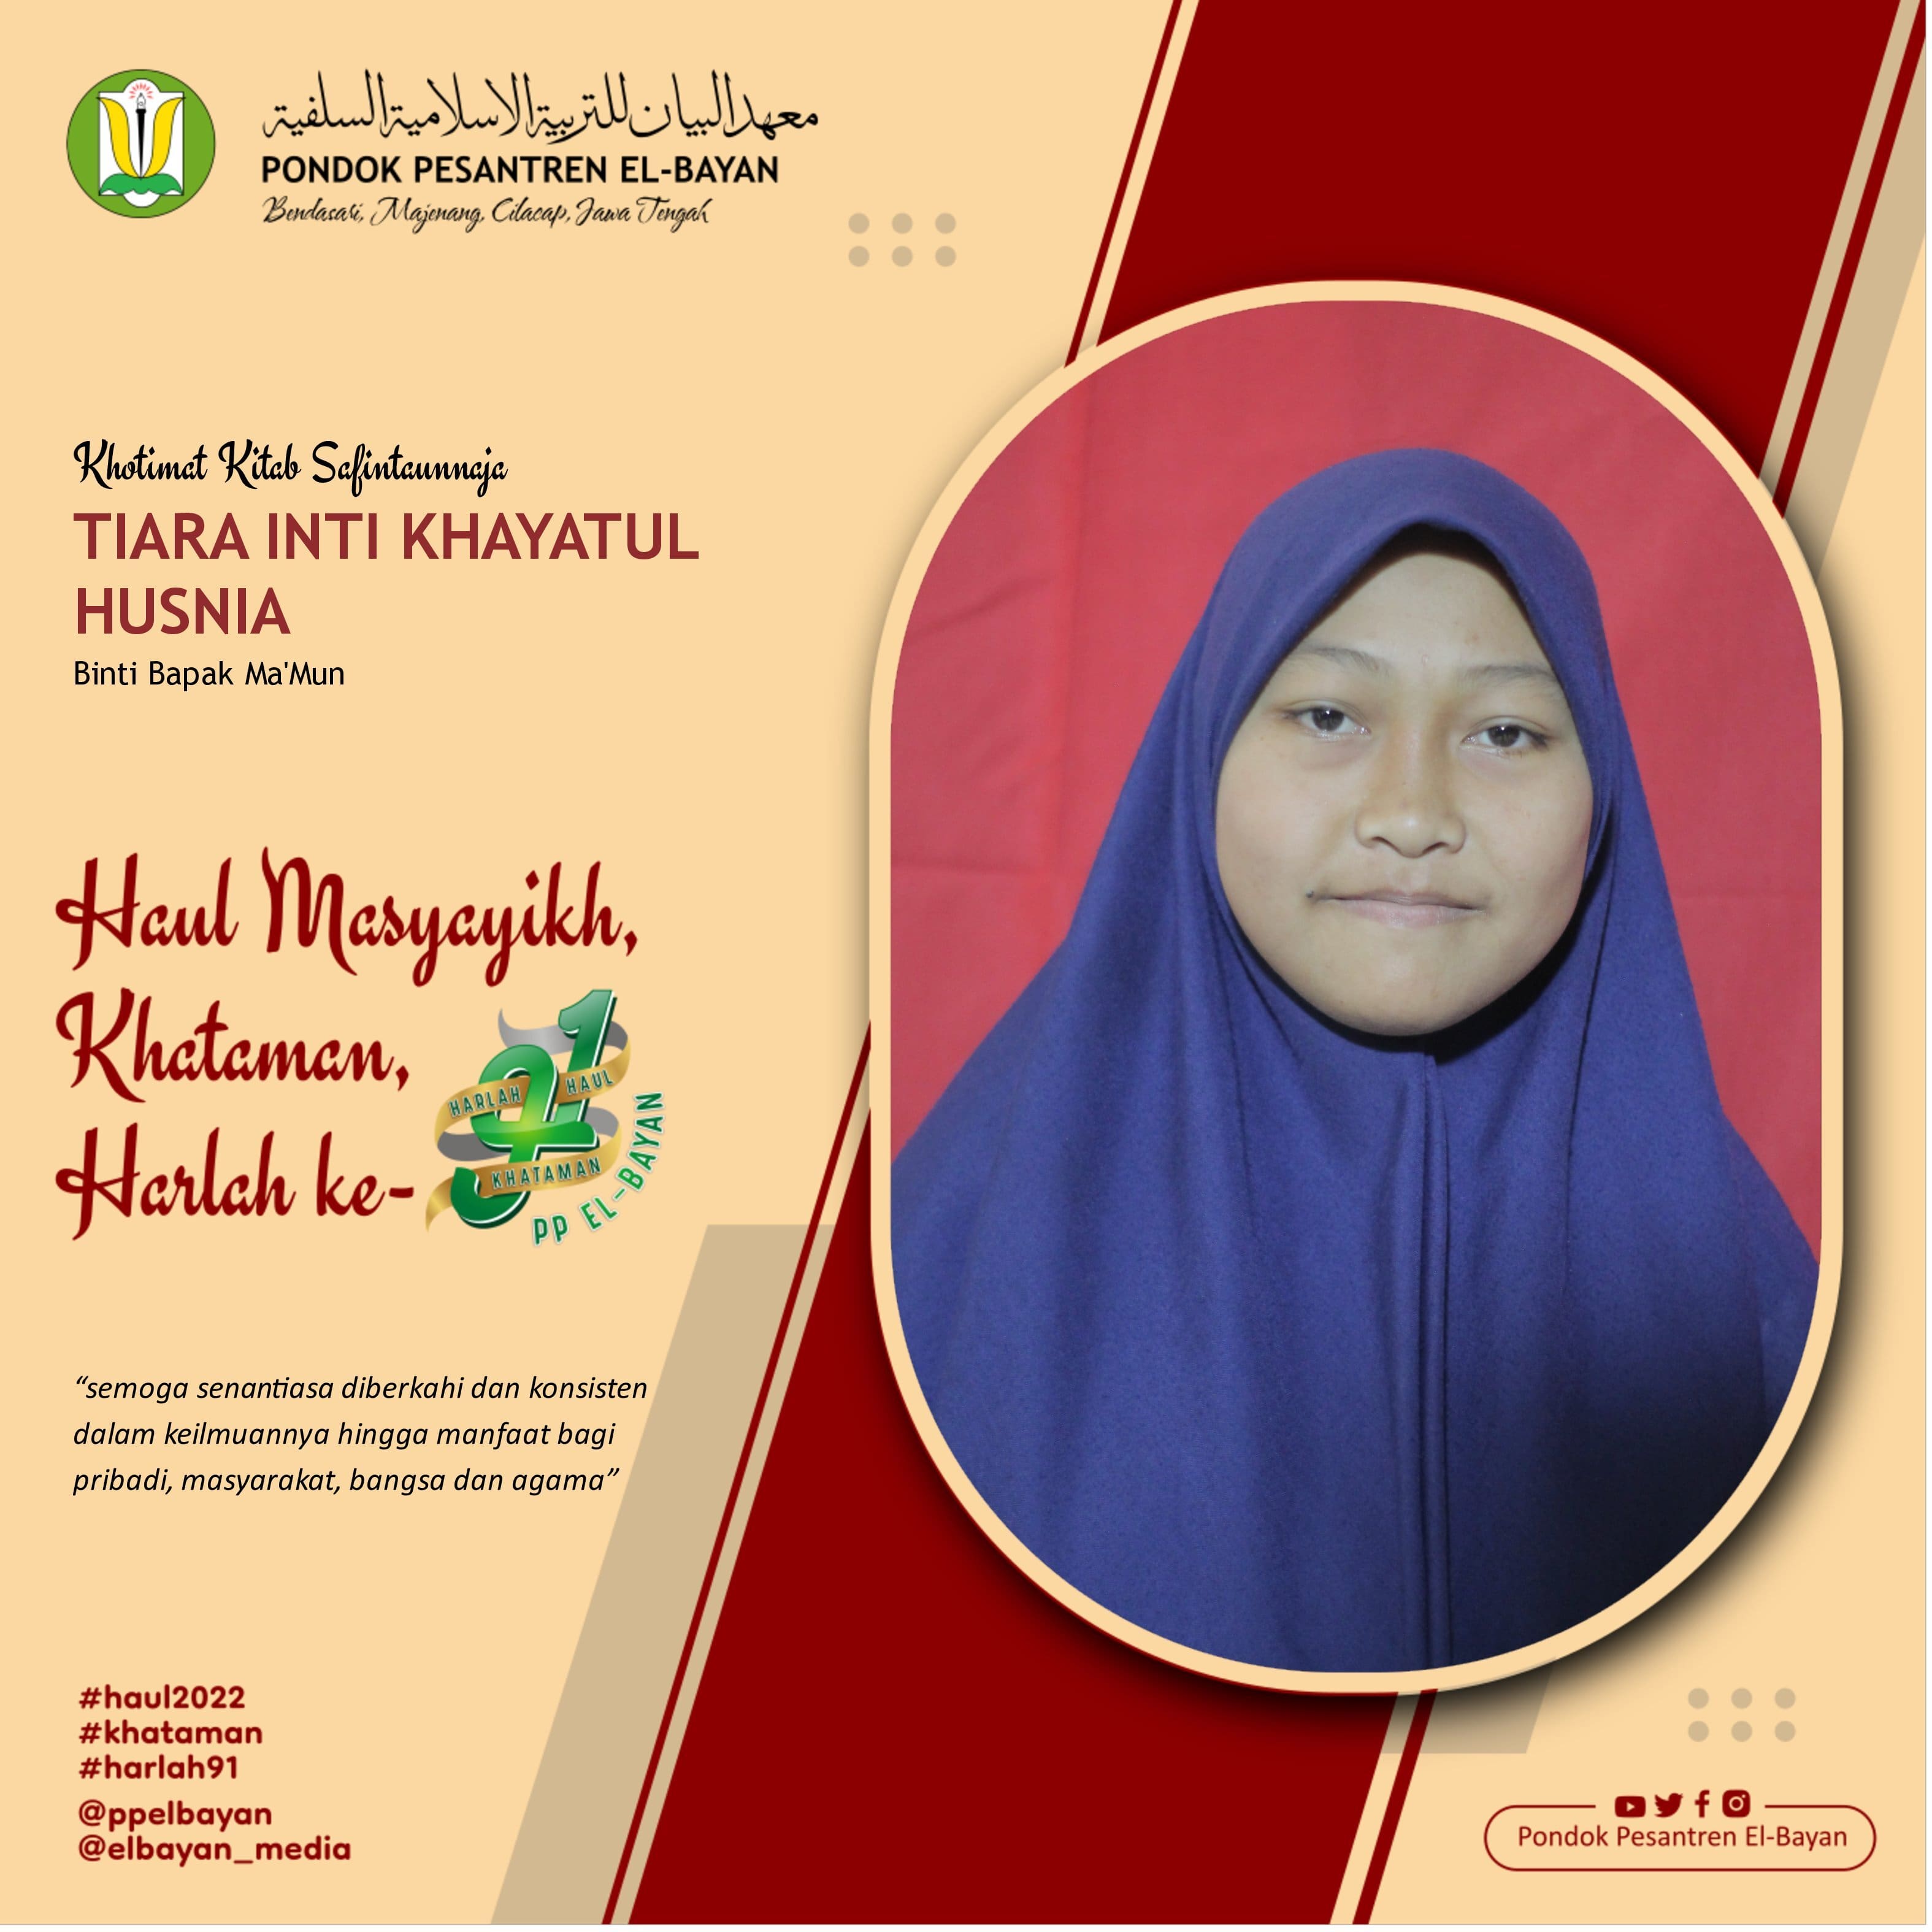 معهد البيان للتربية الاسلامية السلفية
PONDOK PESANTREN EL-BAYAN
Bendasari, Majenang, Cilacap, Jawa Tengah
Khotimat Kitab Safintaunnaja
TIARA INTI KHAYATUL
HUSNIA
Binti Bapak Ma'Mun
Haul Masyayikh,
Khataman,
Harlah ke-
91
HARLAH HAUL
KHATAMAN
PP EL-BAYAN
“semoga senantiasa diberkahi dan konsisten
dalam keilmuannya hingga manfaat bagi
pribadi, masyarakat, bangsa dan agama”
#haul2022
#khataman
#harlah91
@ppelbayan
@elbayan_media
Pondok Pesantren El-Bayan